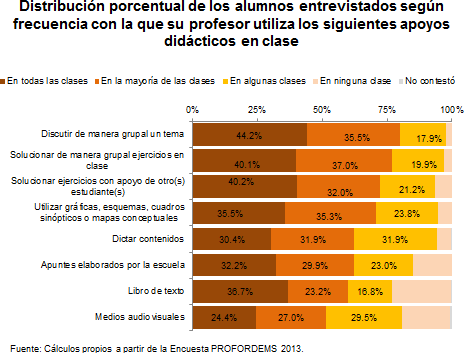 Distribución porcentual de los alumnos entrevistados según
frecuencia con la que su profesor utiliza los siguientes apoyos
didácticos en clase
En todas las clases En la mayoría de las clases En algunas clases En ninguna clase No contestó
0% 25% 50% 75% 100%
Discutir de manera grupal un tema 44.2% 35.5% 17.9%
Solucionar de manera grupal ejercicios en
clase 40.1% 37.0% 19.9%
Solucionar ejercicios con apoyo de otro(s)
estudiante(s) 40.2% 32.0% 21.2%
Utilizar gráficas, esquemas, cuadros
sinópticos o mapas conceptuales 35.5% 35.3% 23.8%
Dictar contenidos 30.4% 31.9% 31.9%
Apuntes elaborados por la escuela 32.2% 29.9% 23.0%
Libro de texto 36.7% 23.2% 16.8%
Medios audiovisuales 24.4% 27.0% 29.5%
Fuente: Cálculos propios a partir de la Encuesta PROFORDEMS 2013.